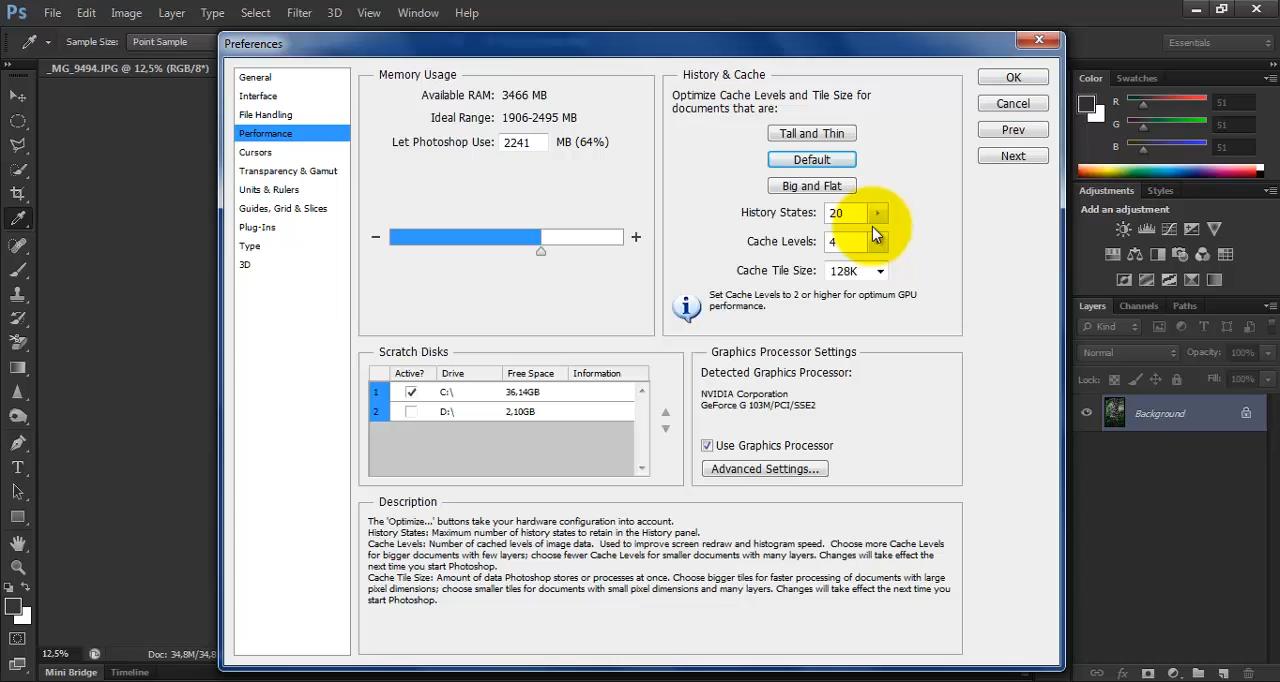 Ps File Edit Image Layer Type Select Filter 3D View Window Help
Sample Size: Point Sample
Essentials
_MG_9494.JPG @ 12,5% (RGB/8*)
Preferences
General
Interface
File Handling
Performance
Cursors
Transparency & Gamut
Units & Rulers
Guides, Grid & Slices
Plug-Ins
Type
3D
Memory Usage
Available RAM: 3466 MB
Ideal Range: 1906-2495 MB
Let Photoshop Use: 2241 MB (64%)
- +
History & Cache
Optimize Cache Levels and Tile Size for
documents that are:
Tall and Thin
Default
Big and Flat
History States: 20
Cache Levels: 4
Cache Tile Size: 128K
Set Cache Levels to 2 or higher for optimum GPU
performance.
OK
Cancel
Prev
Next
Scratch Disks
Active? Drive Free Space Information
1 C:\ 36,14GB
2 D:\ 2,10GB
Graphics Processor Settings
Detected Graphics Processor:
NVIDIA Corporation
GeForce G 103M/PCI/SSE2
Use Graphics Processor
Advanced Settings...
Description
The 'Optimize...' buttons take your hardware configuration into account.
History States: Maximum number of history states to retain in the History panel.
Cache Levels: Number of cached levels of image data.  Used to improve screen redraw and histogram speed.  Choose more Cache Levels
for bigger documents with few layers; choose fewer Cache Levels for smaller documents with many layers. Changes will take effect the
next time you start Photoshop.
Cache Tile Size: Amount of data Photoshop stores or processes at once. Choose bigger tiles for faster processing of documents with large
pixel dimensions; choose smaller tiles for documents with small pixel dimensions and many layers. Changes will take effect the next time you
start Photoshop.
Color Swatches
R 51
G 51
B 51
Adjustments Styles
Add an adjustment
Layers Channels Paths
Kind
Normal Opacity: 100%
Lock: Fill: 100%
Background
12,5% Doc: 34,8M/34,8
Mini Bridge Timeline